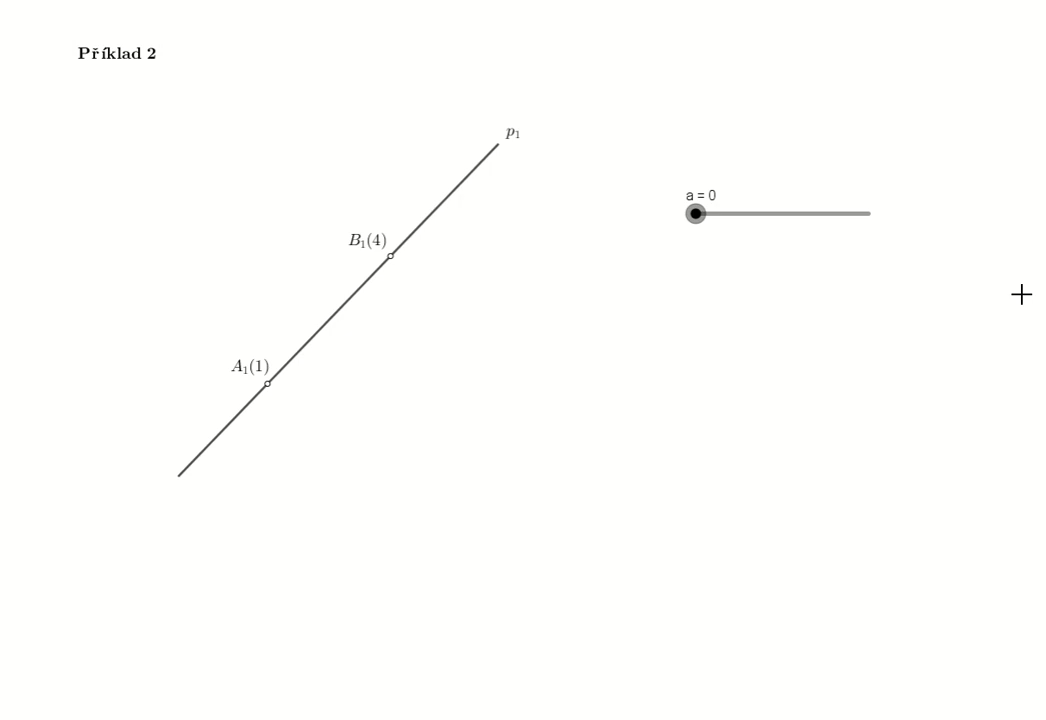 Příklad 2
p₁
a = 0
B₁(4)
A₁(1)